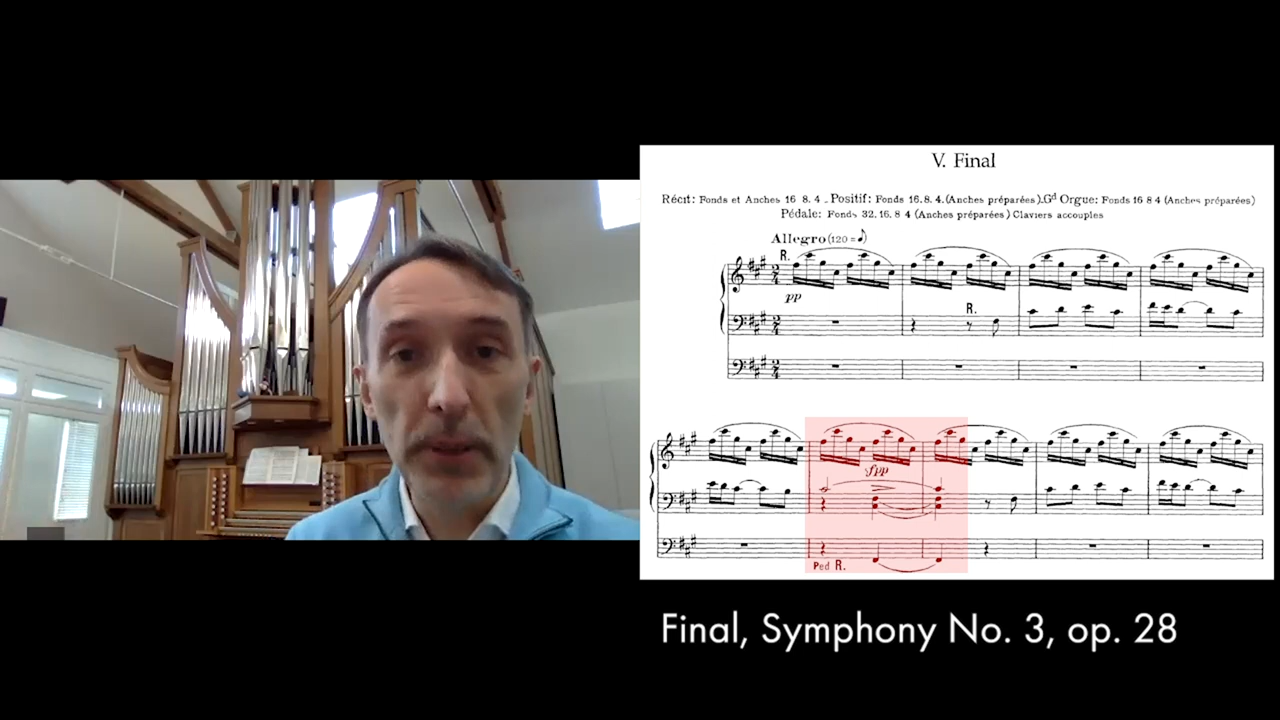 V. Final
Récit: Fonds et Anches 16 8. 4 _ Positif: Fonds 16. 8. 4. (Anches préparées). Gd Orgue: Fonds 16 8 4 (Anches préparées)
Pédale: Fonds 32. 16. 8 4 (Anches préparées) Claviers accouples
Allegro (120 = ♪)
R.
pp
R.
fpp
Ped R.
Final, Symphony No. 3, op. 28